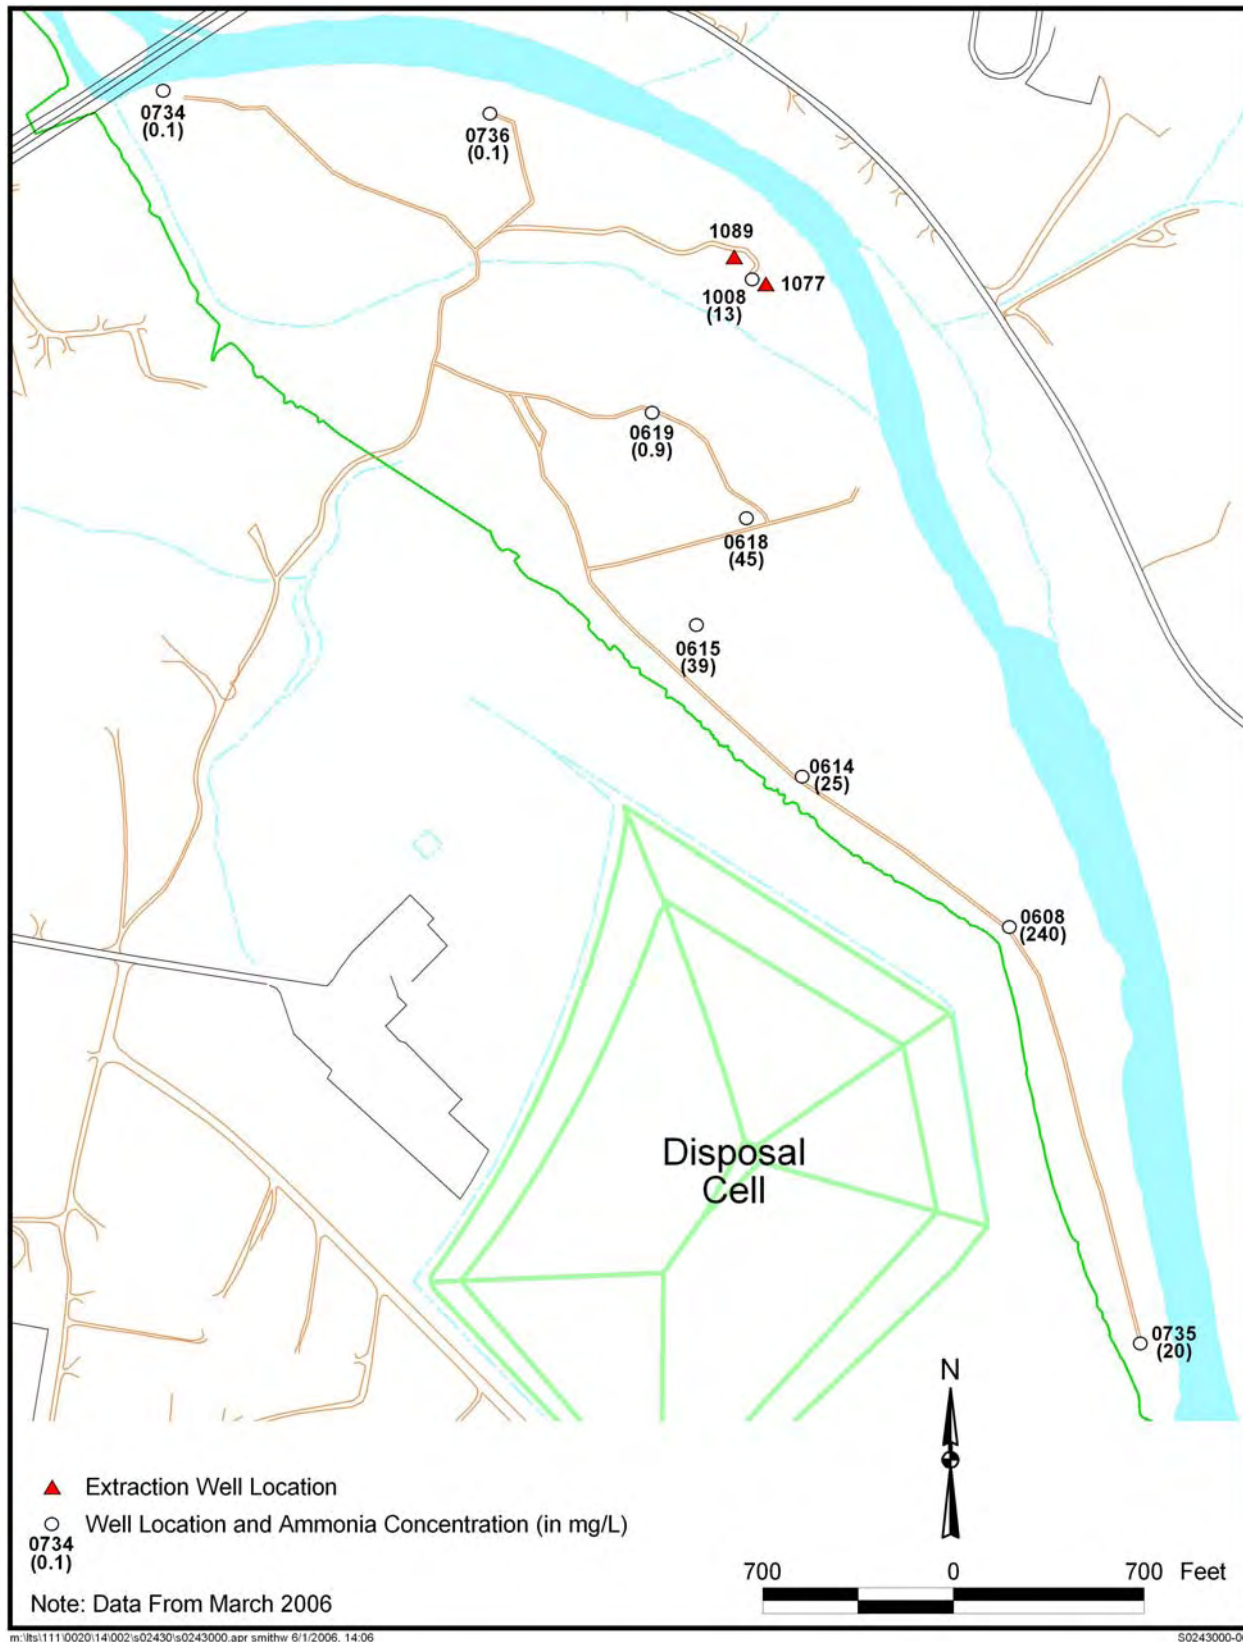 0734
(0.1)
0736
(0.1)
1089
1077
1008
(13)
0619
(0.9)
0618
(45)
0615
(39)
0614
(25)
0608
(240)
Disposal
Cell
0735
(20)
N
Extraction Well Location
Well Location and Ammonia Concentration (in mg/L)
0734
(0.1)
700 0 700 Feet
Note: Data From March 2006
m:\lts\111\0020\14\002\s02430\s0243000.apr smithw 6/1/2006, 14:06